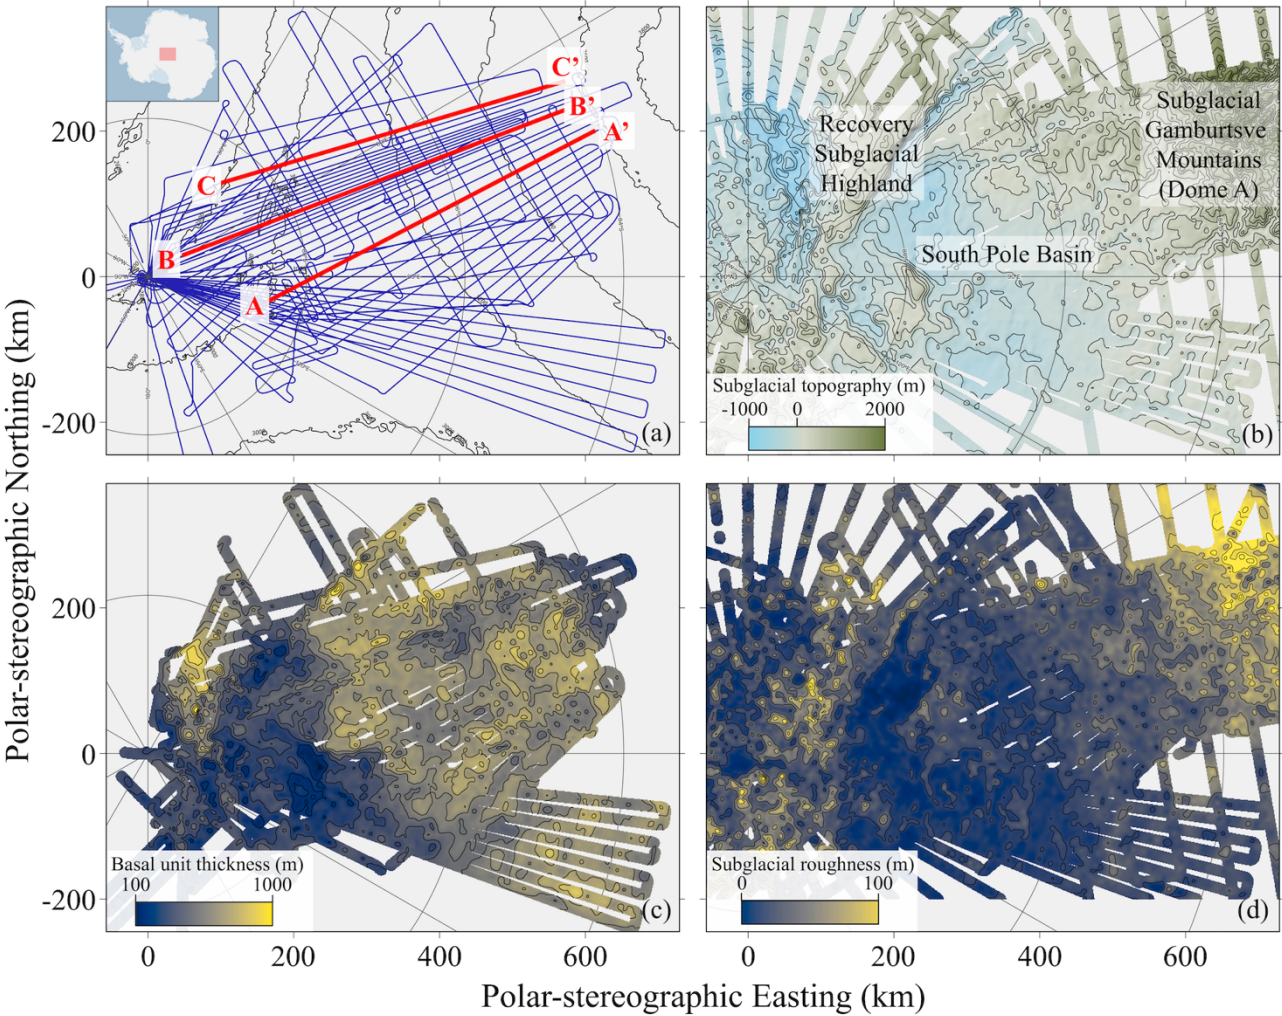 C'
B'
A'
C
B
A
200
0
-200
(a)
Recovery
Subglacial
Highland
Subglacial
Gamburtsve
Mountains
(Dome A)
South Pole Basin
Subglacial topography (m)
-1000 0 2000
(b)
Polar-stereographic Northing (km)
200
0
-200
Basal unit thickness (m)
100 1000
(c)
Subglacial roughness (m)
0 100
(d)
0 200 400 600
0 200 400 600
Polar-stereographic Easting (km)